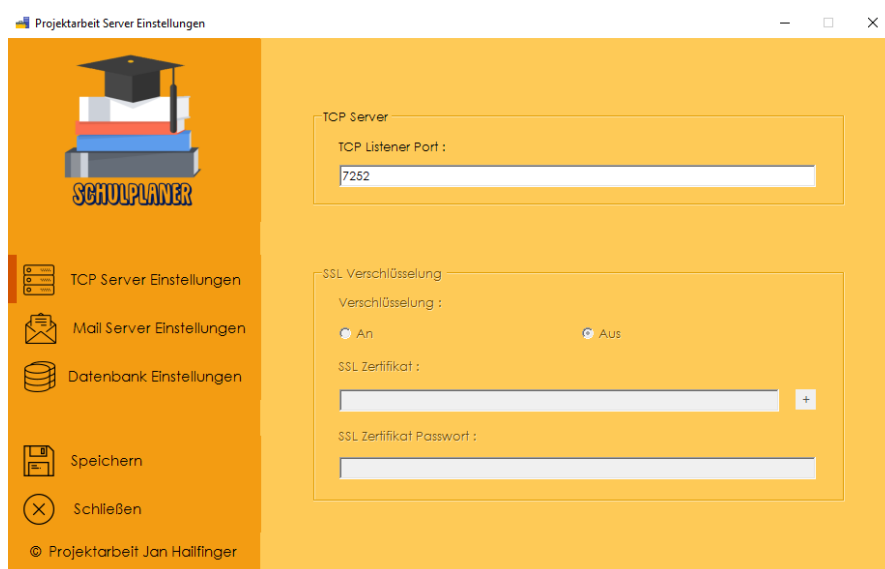 Projektarbeit Server Einstellungen
SCHULPLANER
TCP Server Einstellungen
Mail Server Einstellungen
Datenbank Einstellungen
Speichern
Schließen
© Projektarbeit Jan Hailfinger
TCP Server
TCP Listener Port :
7252
SSL Verschlüsselung
Verschlüsselung :
An Aus
SSL Zertifikat :
+
SSL Zertifikat Passwort :